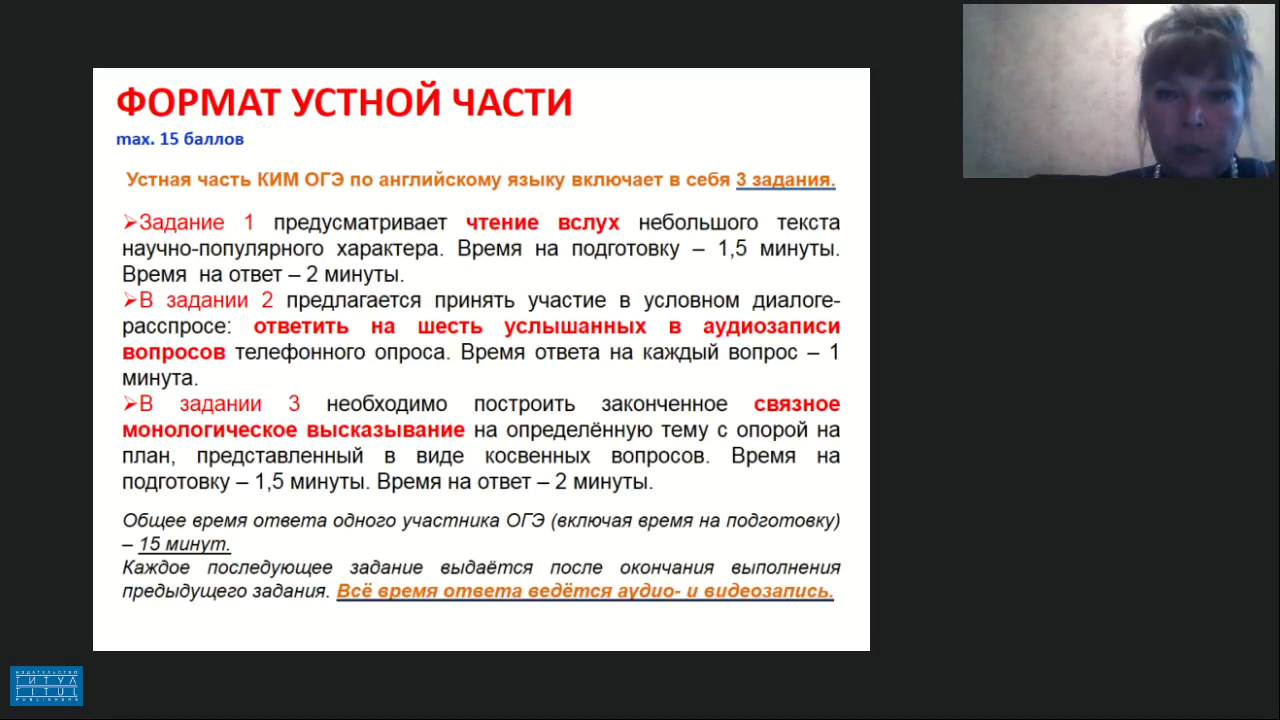 ФОРМАТ УСТНОЙ ЧАСТИ
max. 15 баллов
Устная часть КИМ ОГЭ по английскому языку включает в себя 3 задания.
➢Задание 1 предусматривает чтение вслух небольшого текста
научно-популярного характера. Время на подготовку – 1,5 минуты.
Время на ответ – 2 минуты.
➢В задании 2 предлагается принять участие в условном диалоге-
расспросе: ответить на шесть услышанных в аудиозаписи
вопросов телефонного опроса. Время ответа на каждый вопрос – 1
минута.
➢В задании 3 необходимо построить законченное связное
монологическое высказывание на определённую тему с опорой на
план, представленный в виде косвенных вопросов. Время на
подготовку – 1,5 минуты. Время на ответ – 2 минуты.
Общее время ответа одного участника ОГЭ (включая время на подготовку)
– 15 минут.
Каждое последующее задание выдаётся после окончания выполнения
предыдущего задания. Всё время ответа ведётся аудио- и видеозапись.
ИЗДАТЕЛЬСТВО
ТИТУЛ
TITUL
PUBLISHERS